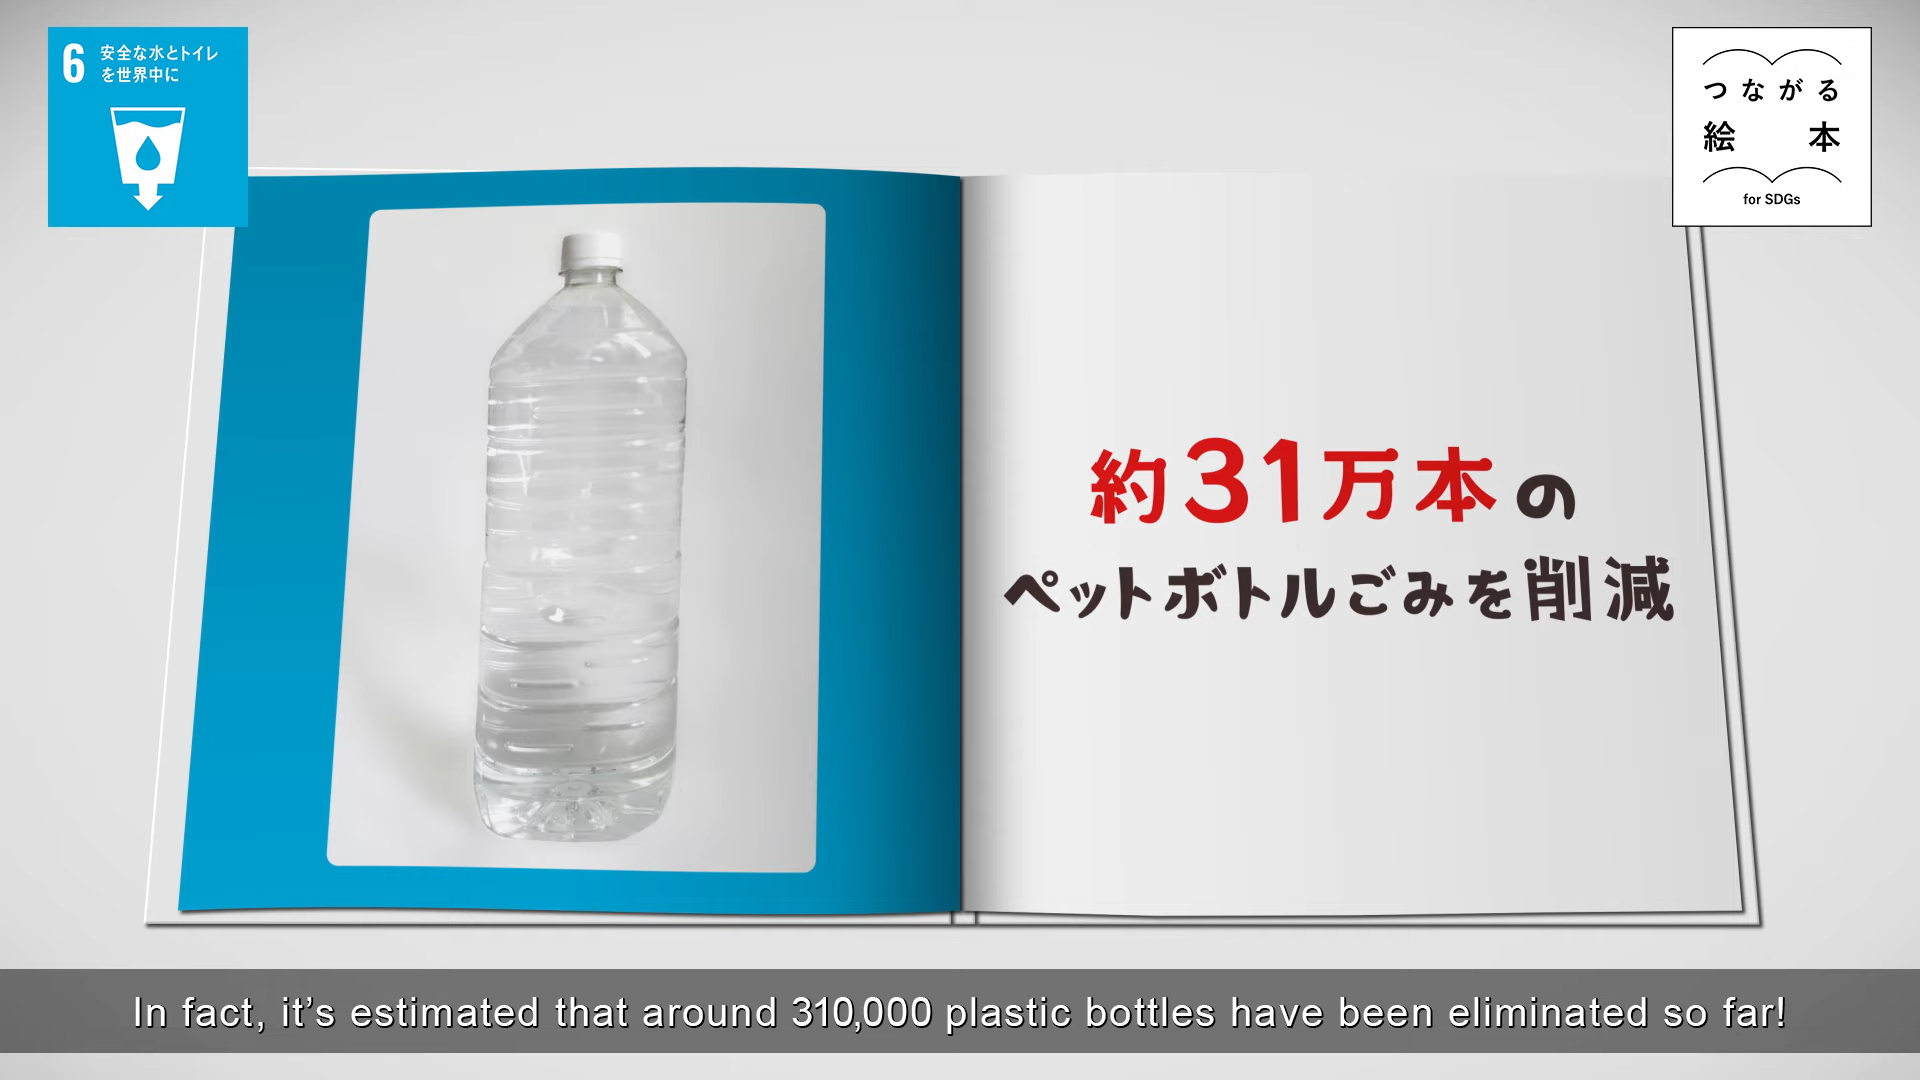 6 安全な水とトイレ
を世界中に
つながる
絵本
for SDGs
約31万本の
ペットボトルごみを削減
In fact, it’s estimated that around 310,000 plastic bottles have been eliminated so far!